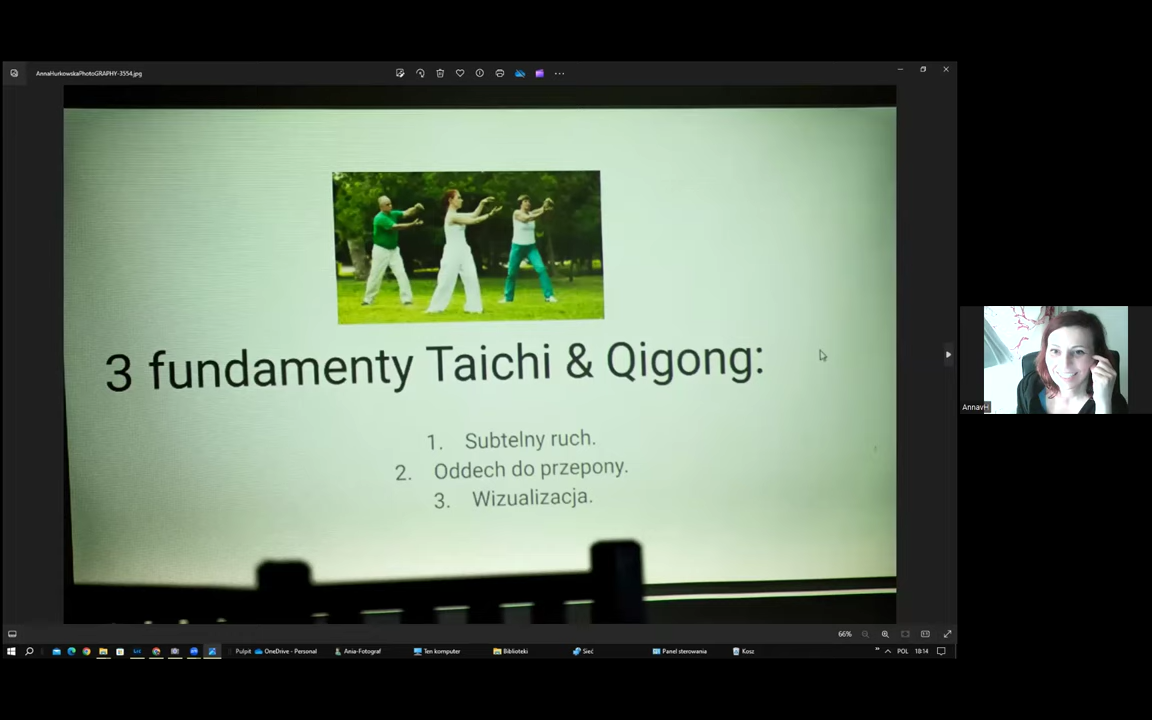 AnnaHurkowskaPhotoGRAPHY-3554.jpg
3 fundamenty Taichi & Qigong:
1. Subtelny ruch.
2. Oddech do przepony.
3. Wizualizacja.
AnnavH
66%
Pulpit OneDrive - Personal Ania-Fotograf Ten komputer Biblioteki Sieć Panel sterowania Kosz POL 18:14